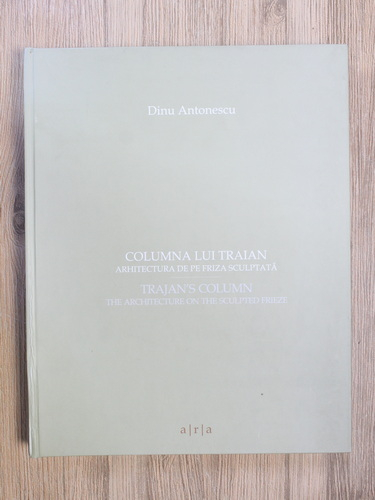 Dinu Antonescu
COLUMNA LUI TRAIAN
ARHITECTURA DE PE FRIZA SCULPTATĂ
TRAJAN'S COLUMN
THE ARCHITECTURE ON THE SCULPTED FRIEZE
a|r|a